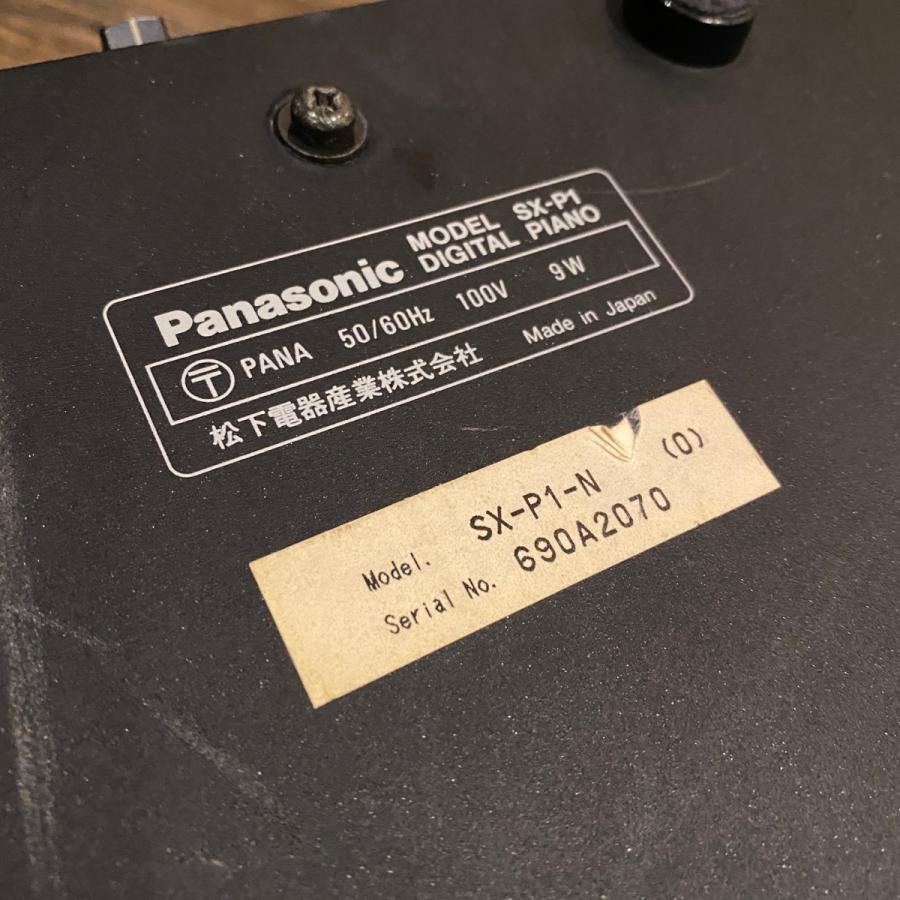 Panasonic MODEL SX-P1
DIGITAL PIANO
〒 PANA 50/60Hz 100V 9W
松下電器産業株式会社 Made in Japan
Model. SX-P1-N (0)
Serial No. 690A2070